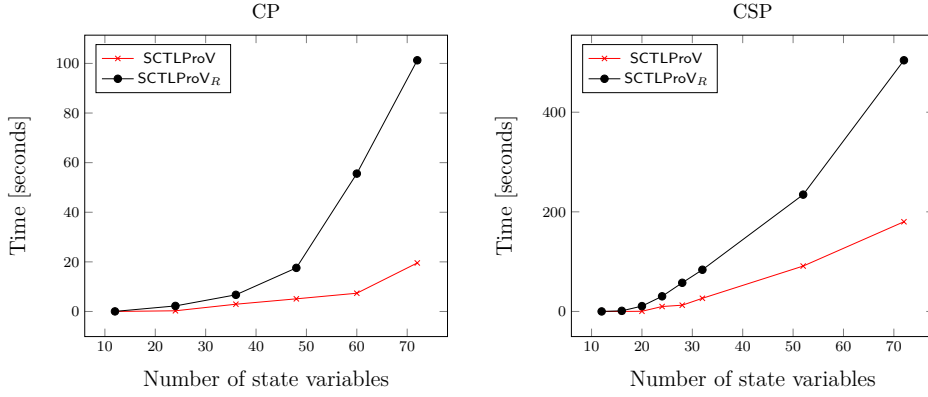 CP
SCTLProV
SCTLProV_R
100
80
60
40
20
0
10 20 30 40 50 60 70
Time [seconds]
Number of state variables
CSP
SCTLProV
SCTLProV_R
400
200
0
10 20 30 40 50 60 70
Time [seconds]
Number of state variables